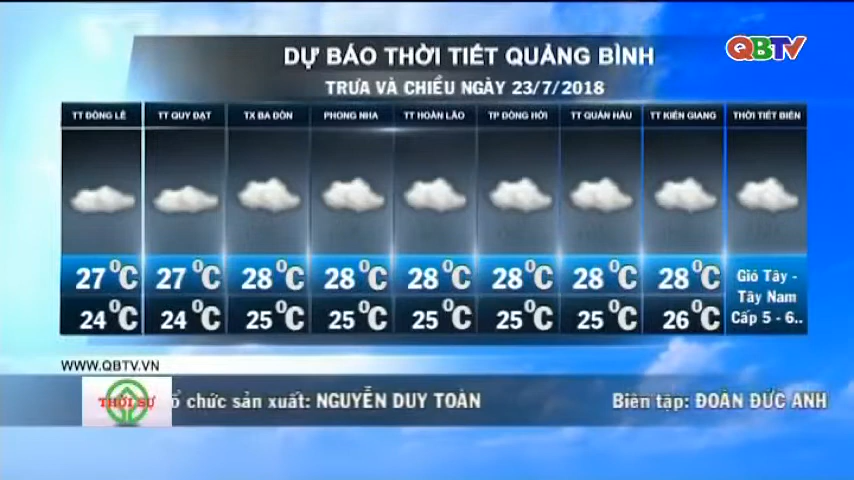 QBTV
DỰ BÁO THỜI TIẾT QUẢNG BÌNH
TRƯA VÀ CHIỀU NGÀY 23/7/2018
TT ĐỒNG LÊ TT QUY ĐẠT TX BA ĐỒN PHONG NHA TT HOÀN LÃO TP ĐỒNG HỚI TT QUÁN HÀU TT KIẾN GIANG THỜI TIẾT BIỂN
27°C 27°C 28°C 28°C 28°C 28°C 28°C 28°C
24°C 24°C 25°C 25°C 25°C 25°C 25°C 26°C
Gió Tây -
Tây Nam
Cấp 5 - 6..
WWW.QBTV.VN
THỜI SỰ
ổ chức sản xuất: NGUYỄN DUY TOÀN Biên tập: ĐOÀN ĐỨC ANH